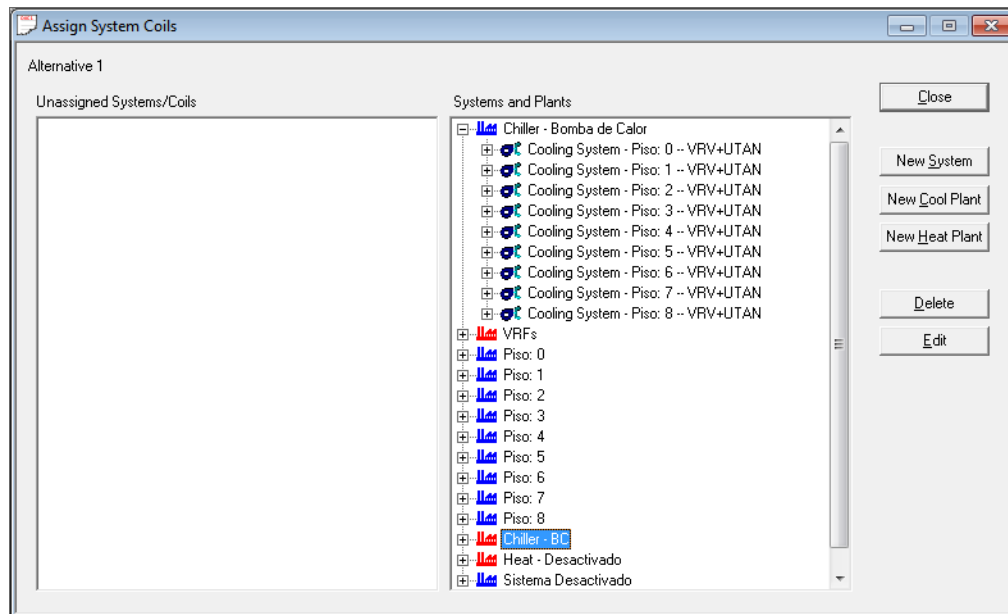 Assign System Coils
Alternative 1
Unassigned Systems/Coils
Systems and Plants
Chiller - Bomba de Calor
Cooling System - Piso: 0 -- VRV+UTAN
Cooling System - Piso: 1 -- VRV+UTAN
Cooling System - Piso: 2 -- VRV+UTAN
Cooling System - Piso: 3 -- VRV+UTAN
Cooling System - Piso: 4 -- VRV+UTAN
Cooling System - Piso: 5 -- VRV+UTAN
Cooling System - Piso: 6 -- VRV+UTAN
Cooling System - Piso: 7 -- VRV+UTAN
Cooling System - Piso: 8 -- VRV+UTAN
VRFs
Piso: 0
Piso: 1
Piso: 2
Piso: 3
Piso: 4
Piso: 5
Piso: 6
Piso: 7
Piso: 8
Chiller - BC
Heat - Desactivado
Sistema Desactivado
Close
New System
New Cool Plant
New Heat Plant
Delete
Edit